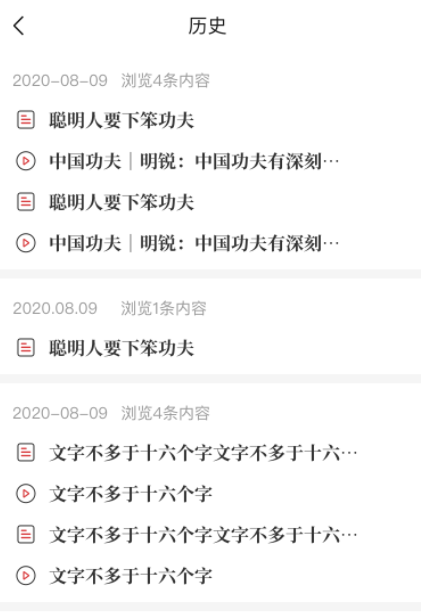 历史
2020-08-09 浏览4条内容
聪明人要下笨功夫
中国功夫｜明锐：中国功夫有深刻…
聪明人要下笨功夫
中国功夫｜明锐：中国功夫有深刻…
2020.08.09 浏览1条内容
聪明人要下笨功夫
2020-08-09 浏览4条内容
文字不多于十六个字文字不多于十六…
文字不多于十六个字
文字不多于十六个字文字不多于十六…
文字不多于十六个字